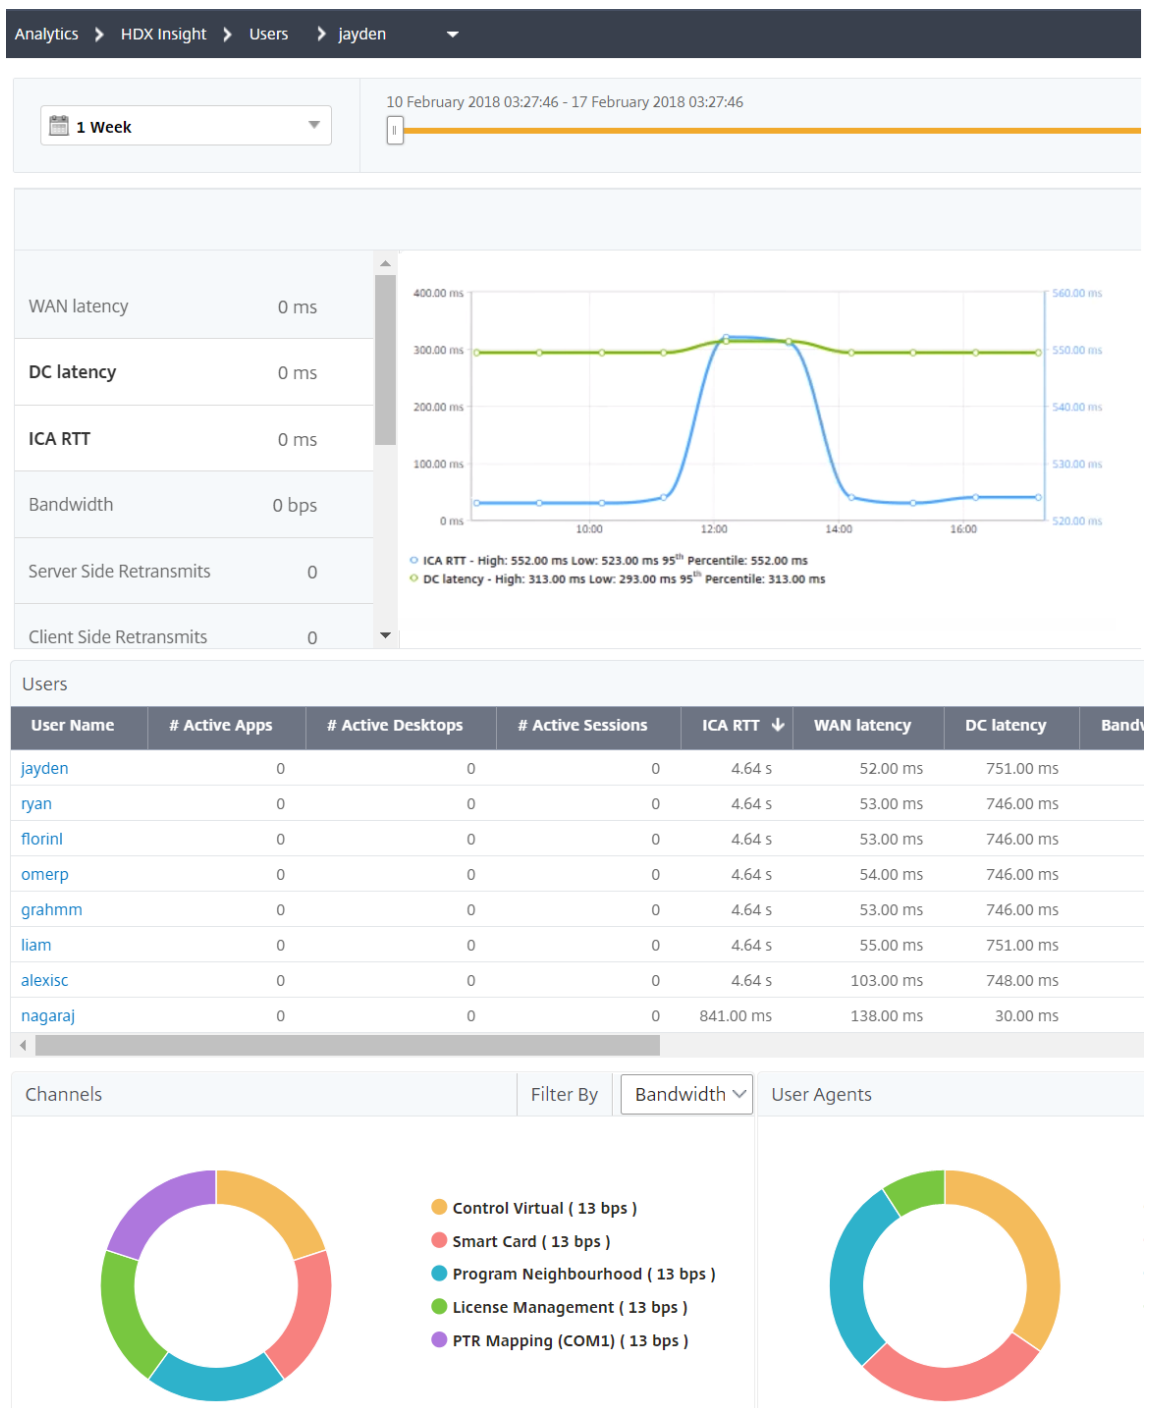 Analytics > HDX Insight > Users > jayden
10 February 2018 03:27:46 - 17 February 2018 03:27:46
1 Week
WAN latency 0 ms
DC latency 0 ms
ICA RTT 0 ms
Bandwidth 0 bps
Server Side Retransmits 0
Client Side Retransmits 0
400.00 ms 560.00 ms
300.00 ms 550.00 ms
200.00 ms 540.00 ms
100.00 ms 530.00 ms
0 ms 520.00 ms
10:00 12:00 14:00 16:00
ICA RTT - High: 552.00 ms Low: 523.00 ms 95th Percentile: 552.00 ms
DC latency - High: 313.00 ms Low: 293.00 ms 95th Percentile: 313.00 ms
Users
User Name # Active Apps # Active Desktops # Active Sessions ICA RTT ↓ WAN latency DC latency Bandw
jayden 0 0 0 4.64 s 52.00 ms 751.00 ms
ryan 0 0 0 4.64 s 53.00 ms 746.00 ms
florinl 0 0 0 4.64 s 53.00 ms 746.00 ms
omerp 0 0 0 4.64 s 54.00 ms 746.00 ms
grahmm 0 0 0 4.64 s 53.00 ms 746.00 ms
liam 0 0 0 4.64 s 55.00 ms 751.00 ms
alexisc 0 0 0 4.64 s 103.00 ms 748.00 ms
nagaraj 0 0 0 841.00 ms 138.00 ms 30.00 ms
Channels Filter By Bandwidth User Agents
Control Virtual ( 13 bps )
Smart Card ( 13 bps )
Program Neighbourhood ( 13 bps )
License Management ( 13 bps )
PTR Mapping (COM1) ( 13 bps )